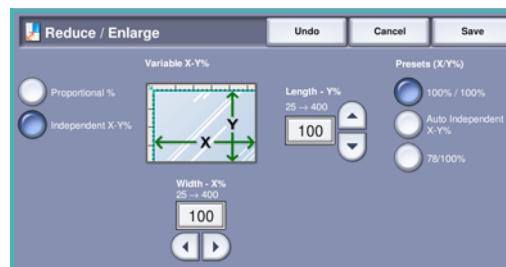 Reduce / Enlarge
Undo
Cancel
Save
Variable X-Y%
Presets (X/Y%)
Proportional %
Independent X-Y%
Y
X
Length - Y%
25 → 400
100
100% / 100%
Auto Independent
X-Y%
78/100%
Width - X%
25 → 400
100